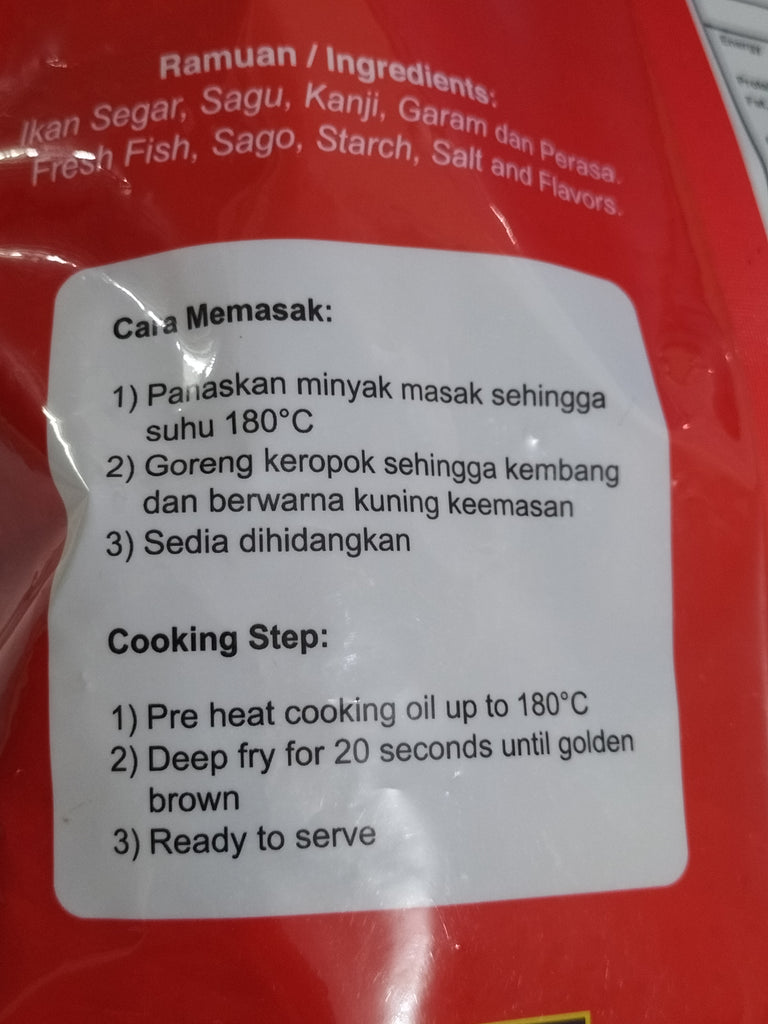 Ramuan / Ingredients:
Ikan Segar, Sagu, Kanji, Garam dan Perasa.
Fresh Fish, Sago, Starch, Salt and Flavors.
Cara Memasak:
1) Panaskan minyak masak sehingga
suhu 180°C
2) Goreng keropok sehingga kembang
dan berwarna kuning keemasan
3) Sedia dihidangkan
Cooking Step:
1) Pre heat cooking oil up to 180°C
2) Deep fry for 20 seconds until golden
brown
3) Ready to serve
Energy